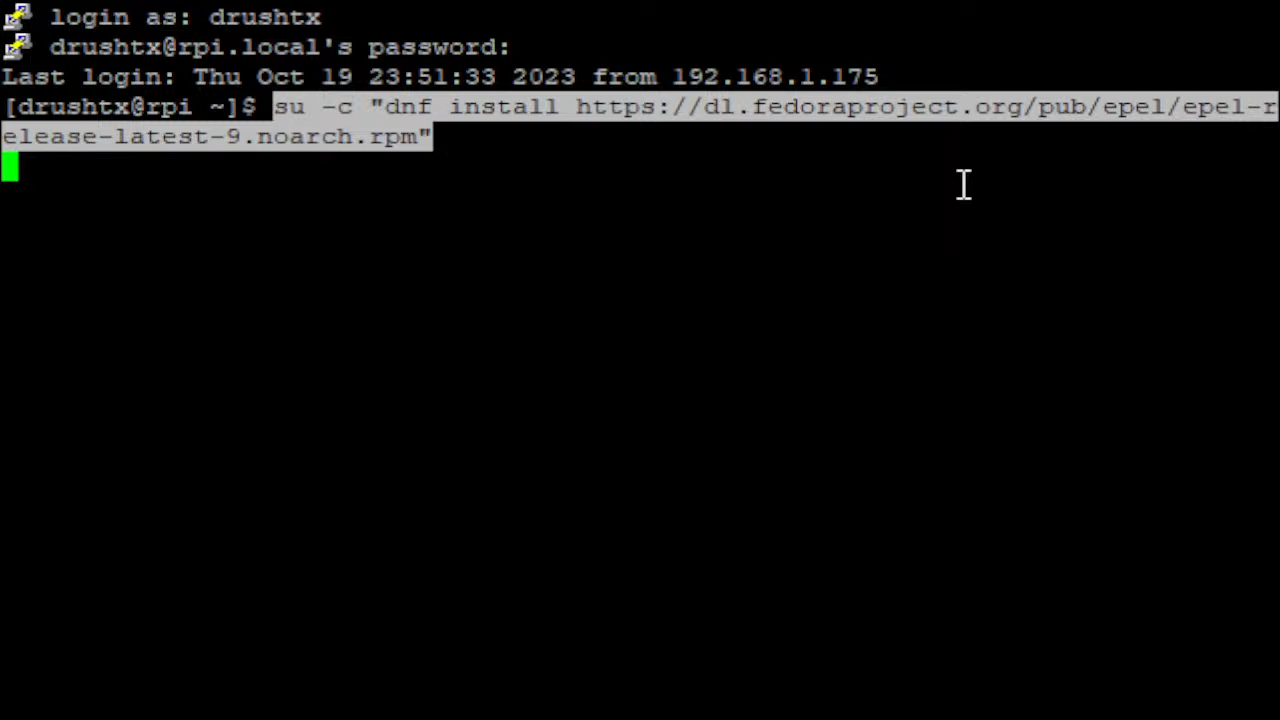 login as: drushtx
drushtx@rpi.local's password:
Last login: Thu Oct 19 23:51:33 2023 from 192.168.1.175
[drushtx@rpi ~]$ su -c "dnf install https://dl.fedoraproject.org/pub/epel/epel-r
elease-latest-9.noarch.rpm"